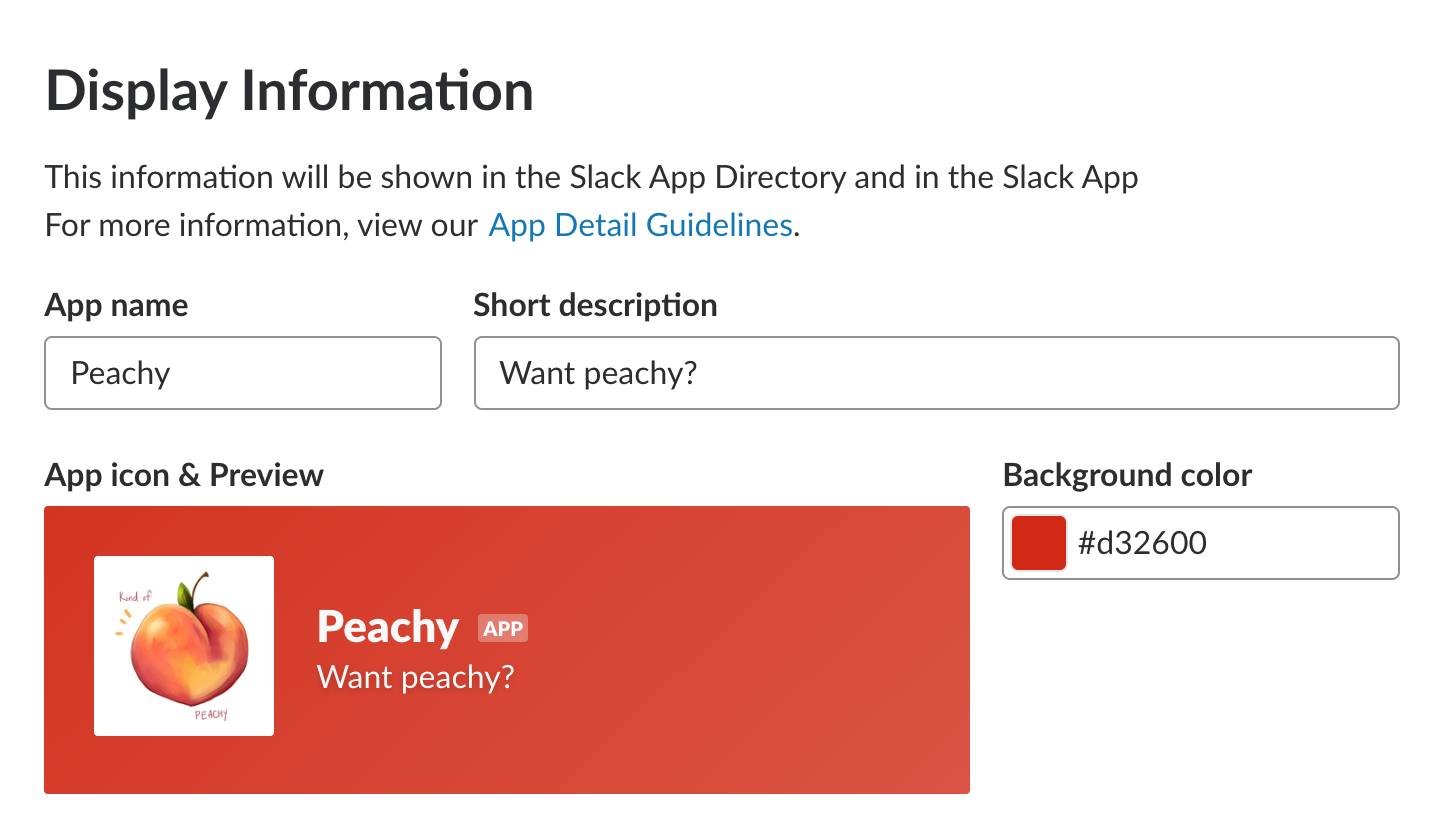 Display Information
This information will be shown in the Slack App Directory and in the Slack App
For more information, view our App Detail Guidelines.
App name
Short description
Peachy
Want peachy?
App icon & Preview
Background color
#d32600
Kind of
PEACHY
Peachy APP
Want peachy?